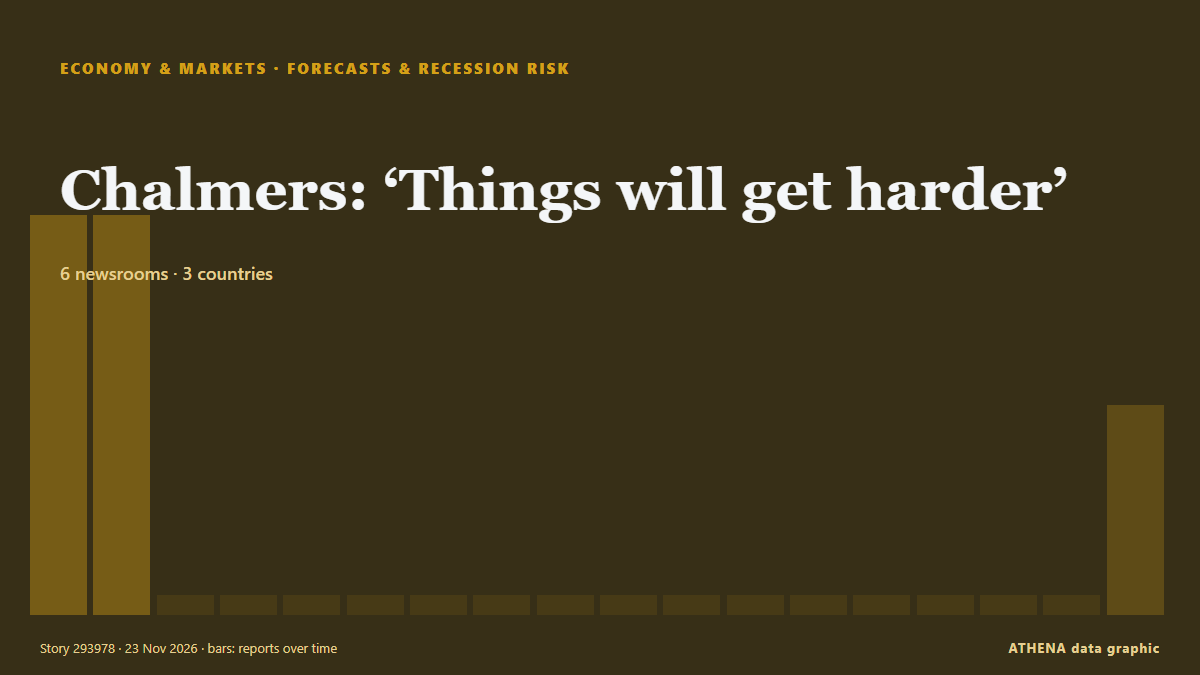 ECONOMY & MARKETS · FORECASTS & RECESSION RISK
Chalmers: ‘Things will get harder’
6 newsrooms · 3 countries
Story 293978 · 23 Nov 2026 · bars: reports over time
ATHENA data graphic